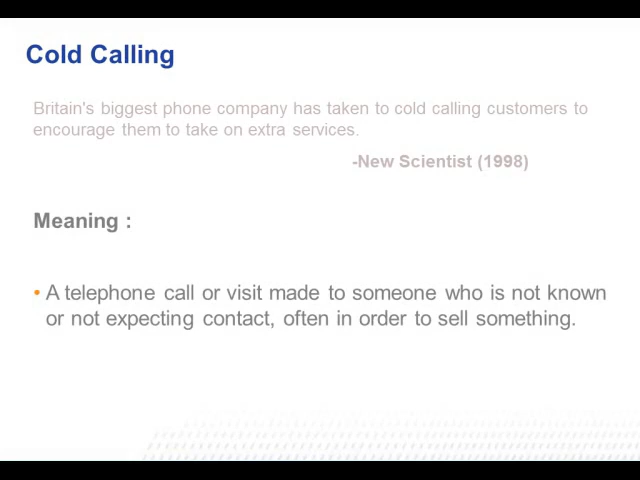 Cold Calling
Britain's biggest phone company has taken to cold calling customers to
encourage them to take on extra services.
-New Scientist (1998)
Meaning :
• A telephone call or visit made to someone who is not known
or not expecting contact, often in order to sell something.